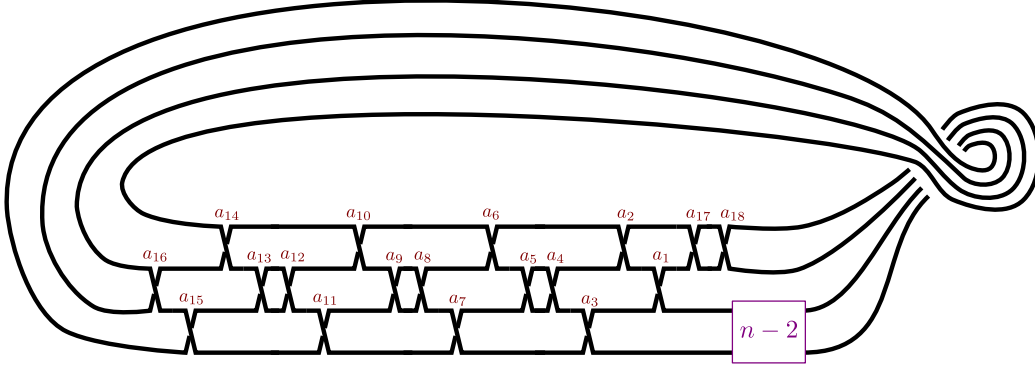 a₁₄ a₁₀ a₆ a₂ a₁₇ a₁₈
a₁₆ a₁₃ a₁₂ a₉ a₈ a₅ a₄ a₁
a₁₅ a₁₁ a₇ a₃
n − 2